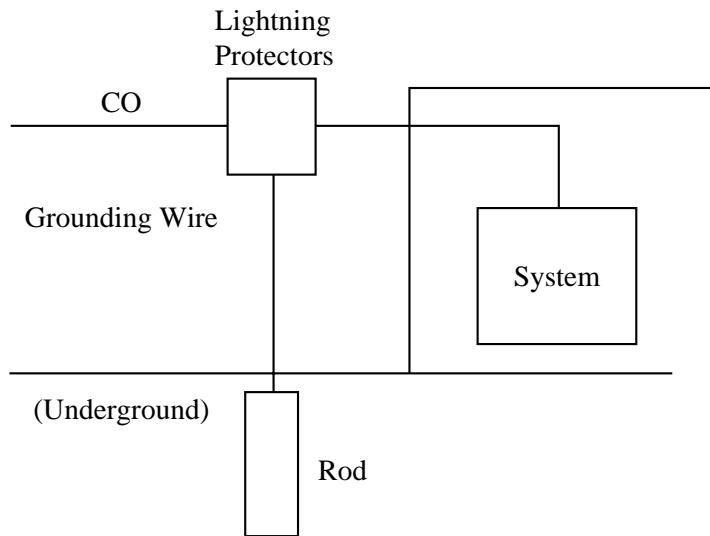 Lightning
Protectors
CO
Grounding Wire
System
(Underground)
Rod